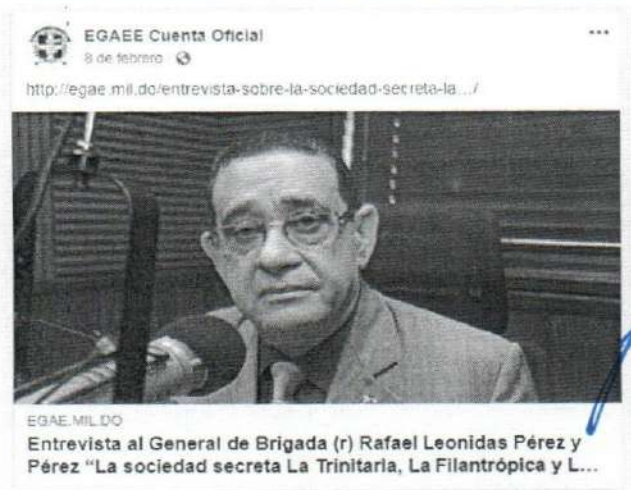 EGAEE Cuenta Oficial
8 de febrero
http://egae.mil.do/entrevista-sobre-la-sociedad-secreta-la.../
EGAE.MIL.DO
Entrevista al General de Brigada (r) Rafael Leonidas Pérez y
Pérez “La sociedad secreta La Trinitaria, La Filantrópica y L...